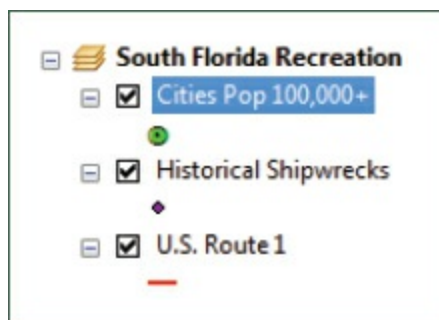 South Florida Recreation
Cities Pop 100,000+
Historical Shipwrecks
U.S. Route 1